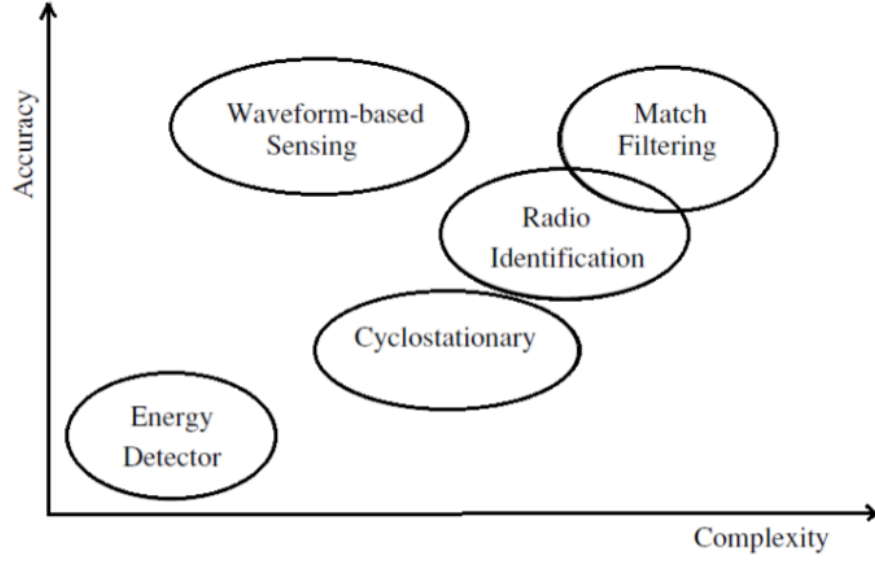 Accuracy
Waveform-based
Sensing
Match
Filtering
Radio
Identification
Cyclostationary
Energy
Detector
Complexity